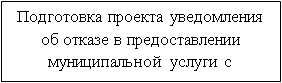 Подготовка проекта уведомления
об отказе в предоставлении
муниципальной услуги с